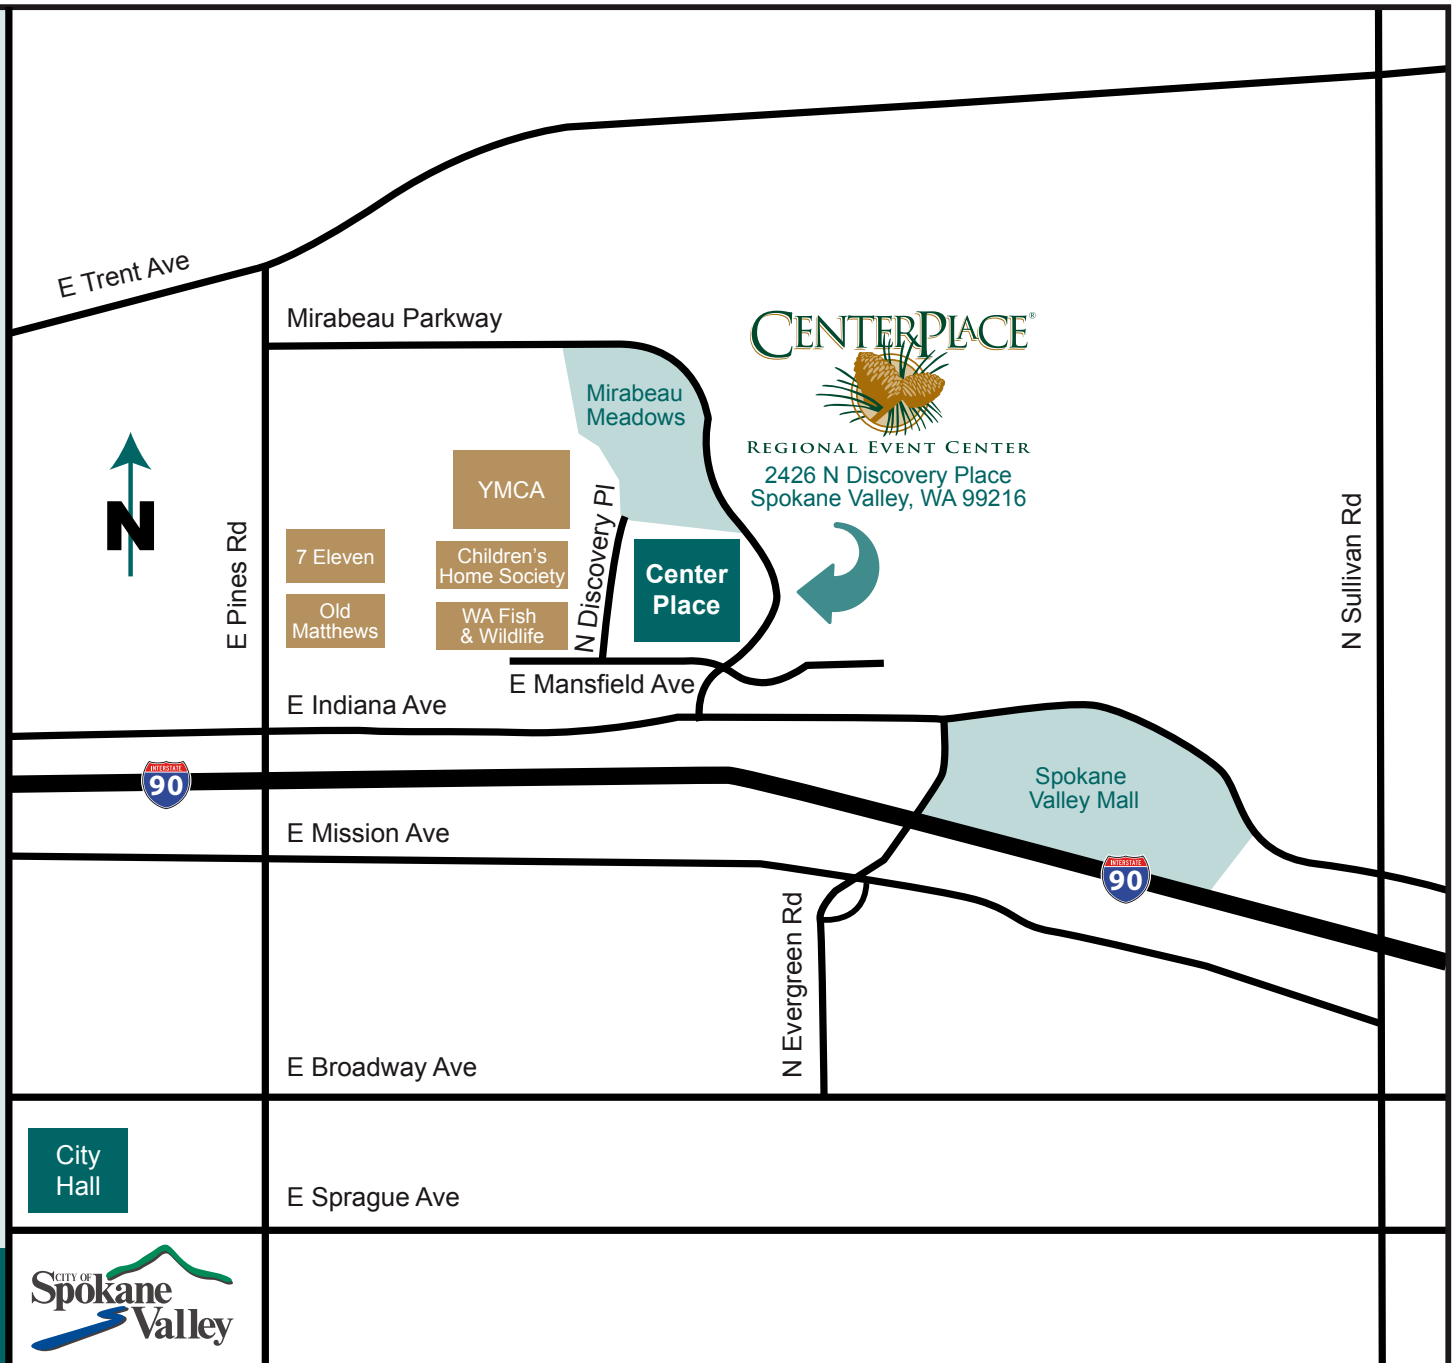 E Trent Ave
Mirabeau Parkway
CENTERPLACE®
REGIONAL EVENT CENTER
2426 N Discovery Place
Spokane Valley, WA 99216
Mirabeau
Meadows
N
E Pines Rd
YMCA
7 Eleven
Children's
Home Society
Old
Matthews
WA Fish
& Wildlife
N Discovery Pl
Center
Place
N Sullivan Rd
E Mansfield Ave
E Indiana Ave
INTERSTATE
90
Spokane
Valley Mall
E Mission Ave
INTERSTATE
90
N Evergreen Rd
E Broadway Ave
City
Hall
E Sprague Ave
CITY OF
Spokane
Valley